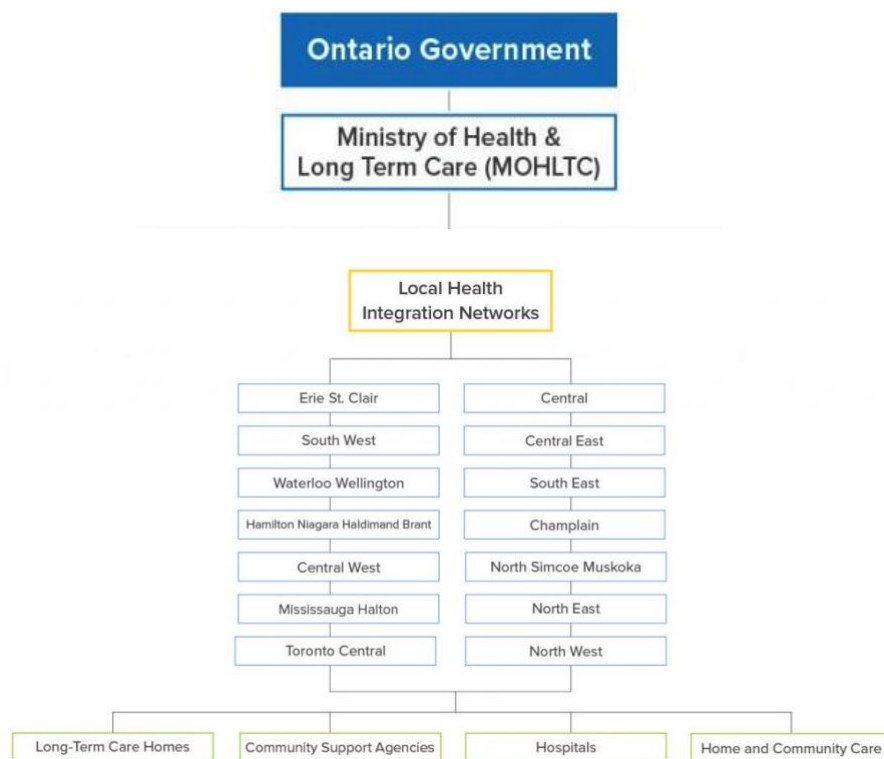 Ontario Government
Ministry of Health &
Long Term Care (MOHLTC)
Local Health
Integration Networks
Erie St. Clair
Central
South West
Central East
Waterloo Wellington
South East
Hamilton Niagara Haldimand Brant
Champlain
Central West
North Simcoe Muskoka
Mississauga Halton
North East
Toronto Central
North West
Long-Term Care Homes
Community Support Agencies
Hospitals
Home and Community Care